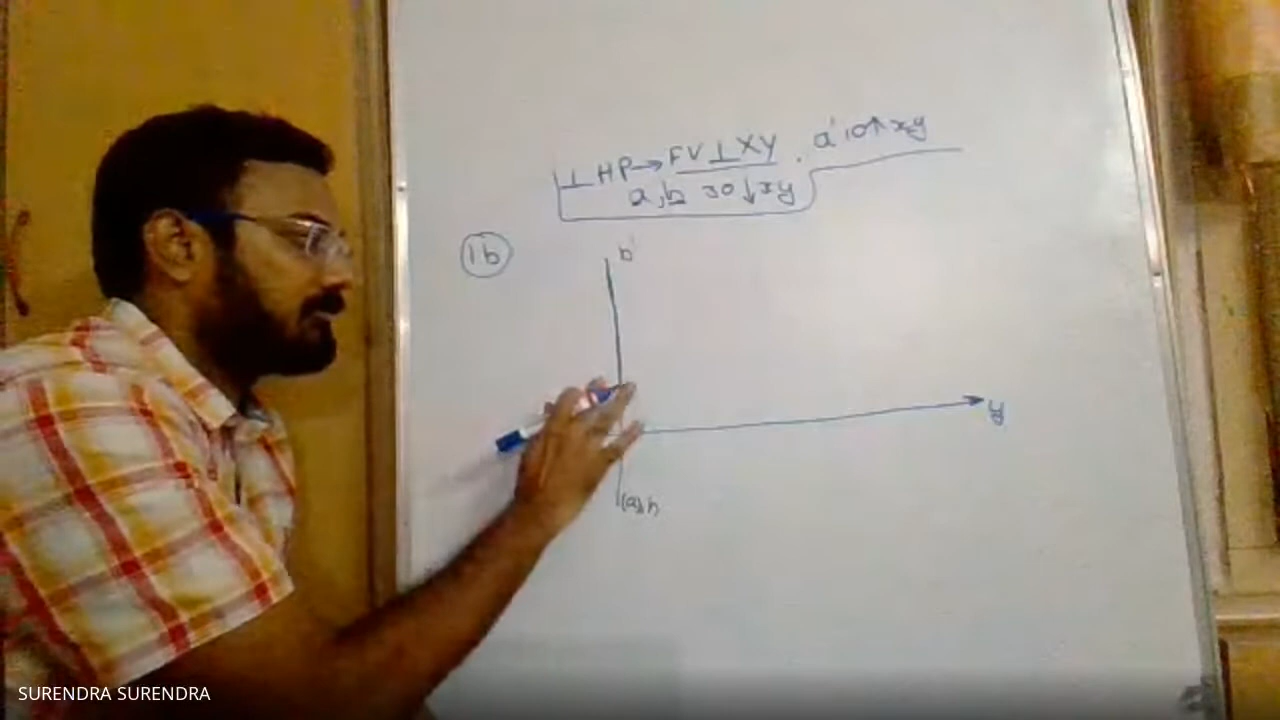 ⊥ HP → FV ⊥ XY . a' 10↑ xy
a,b 30 ↓ xy
1b
b'
y
(a),b
SURENDRA SURENDRA